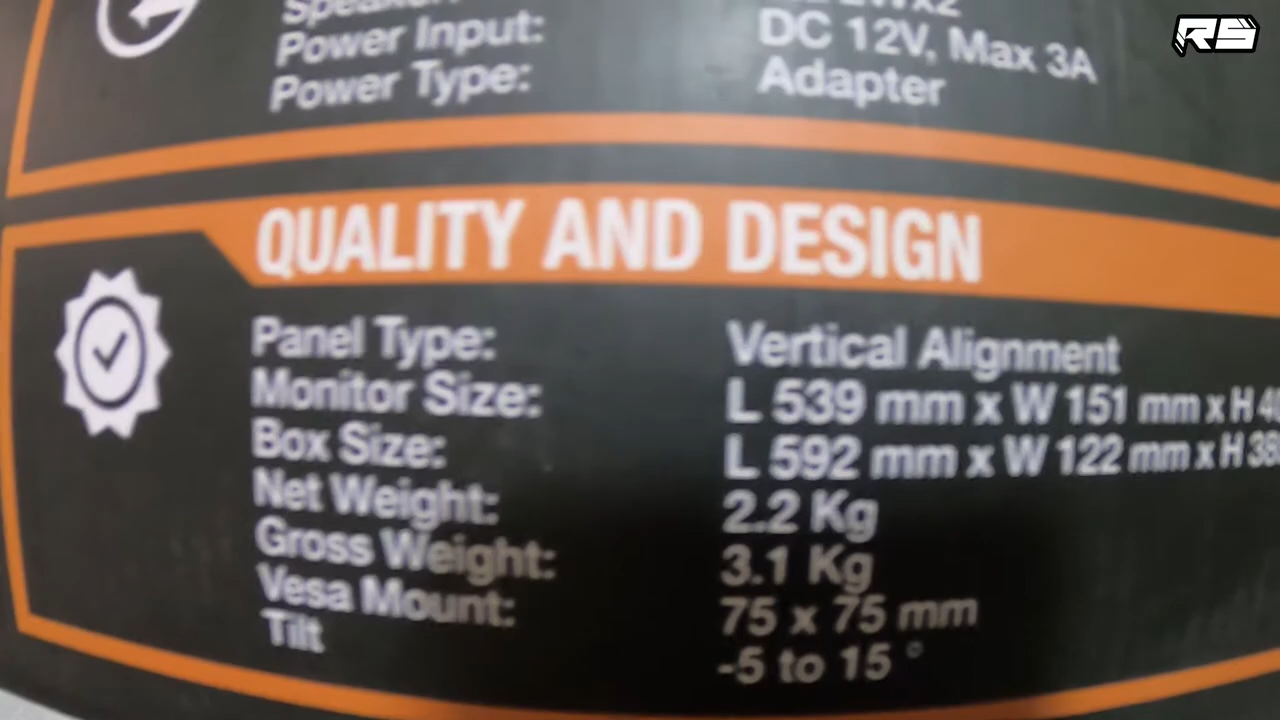 RS
Speaker
Power Input: DC 12V, Max 3A
Power Type: Adapter
QUALITY AND DESIGN
Panel Type: Vertical Alignment
Monitor Size: L 539 mm x W 151 mm x H
Box Size: L 592 mm x W 122 mm x H
Net Weight: 2.2 Kg
Gross Weight: 3.1 Kg
Vesa Mount: 75 x 75 mm
Tilt -5 to 15 °